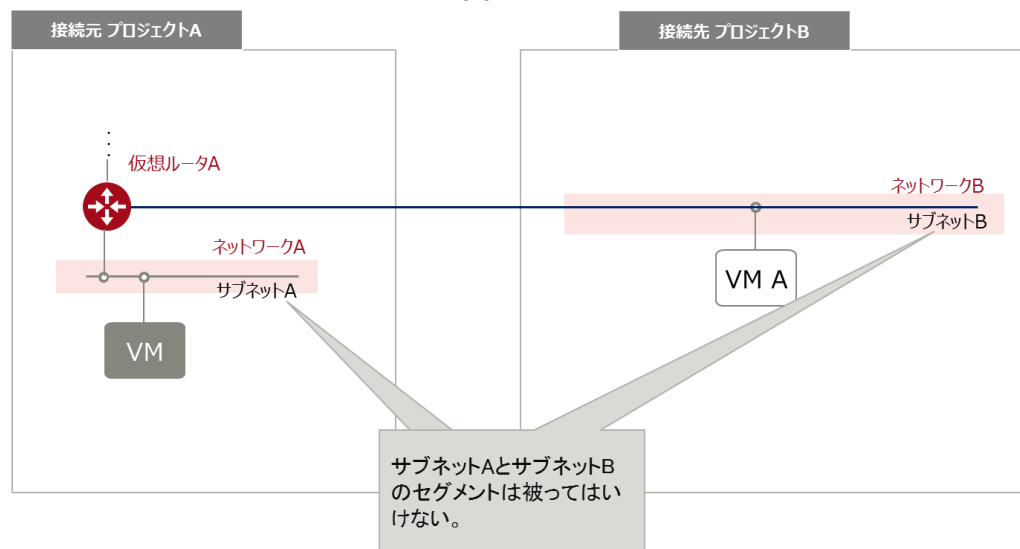 接続元 プロジェクトA
接続先 プロジェクトB
仮想ルータA
ネットワークB
サブネットB
ネットワークA
サブネットA
VM A
VM
サブネットAとサブネットB
のセグメントは被ってはい
けない。